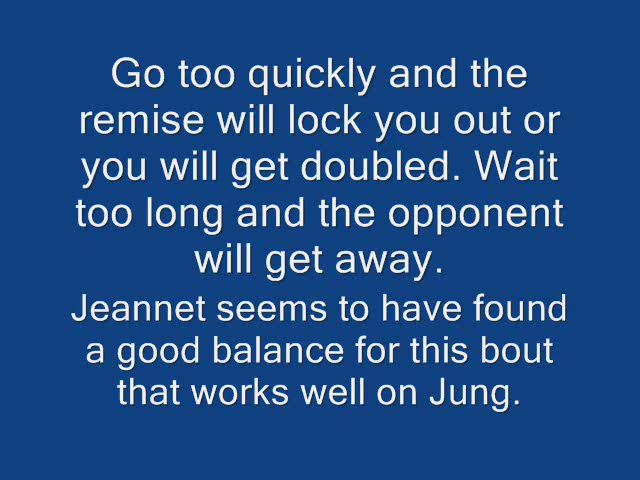 Go too quickly and the
remise will lock you out or
you will get doubled. Wait
too long and the opponent
will get away.
Jeannet seems to have found
a good balance for this bout
that works well on Jung.